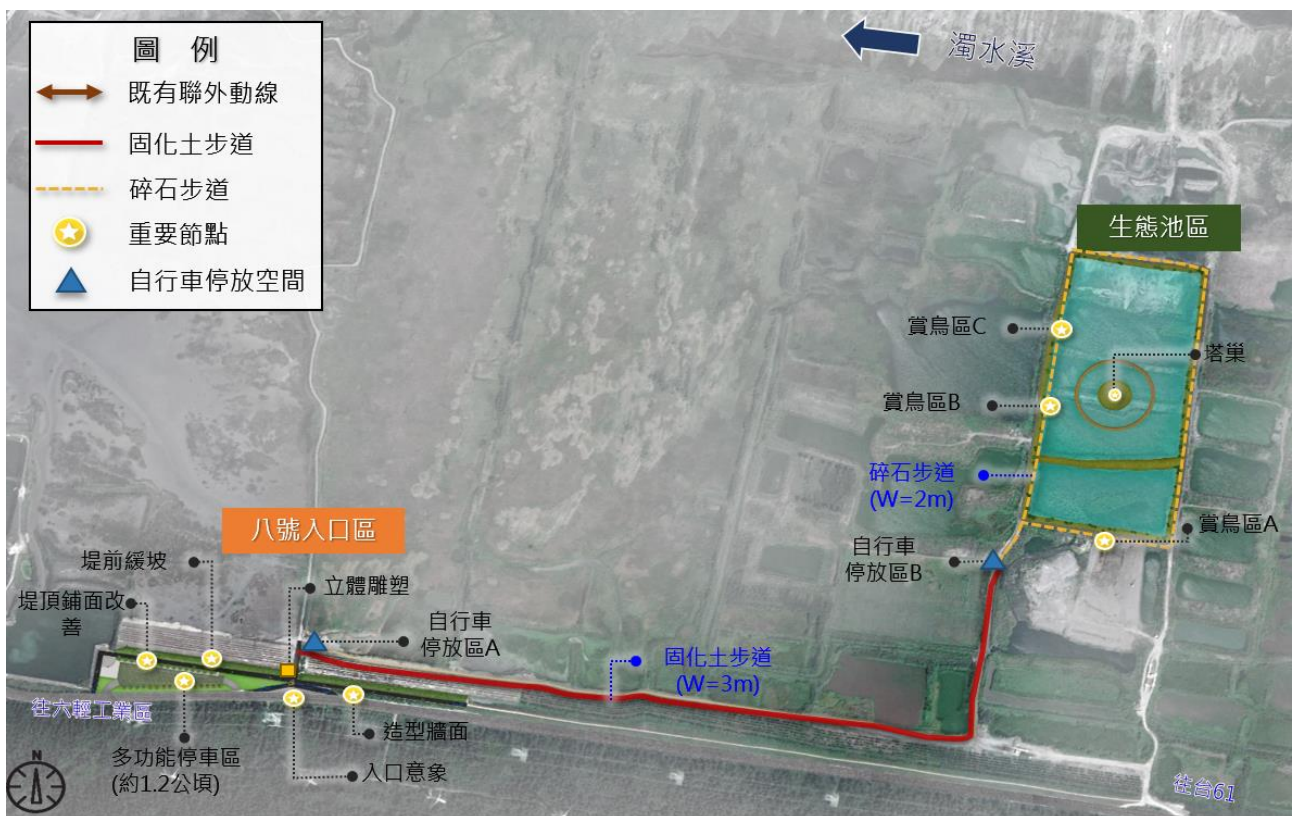 圖 例
既有聯外動線
固化土步道
碎石步道
重要節點
自行車停放空間
濁水溪
生態池區
賞鳥區C
塔巢
賞鳥區B
碎石步道
(W=2m)
賞鳥區A
自行車
停放區B
八號入口區
堤前緩坡
立體雕塑
堤頂鋪面改
善
自行車
停放區A
固化土步道
(W=3m)
往六輕工業區
造型牆面
多功能停車區
(約1.2公頃)
入口意象
往台61
N